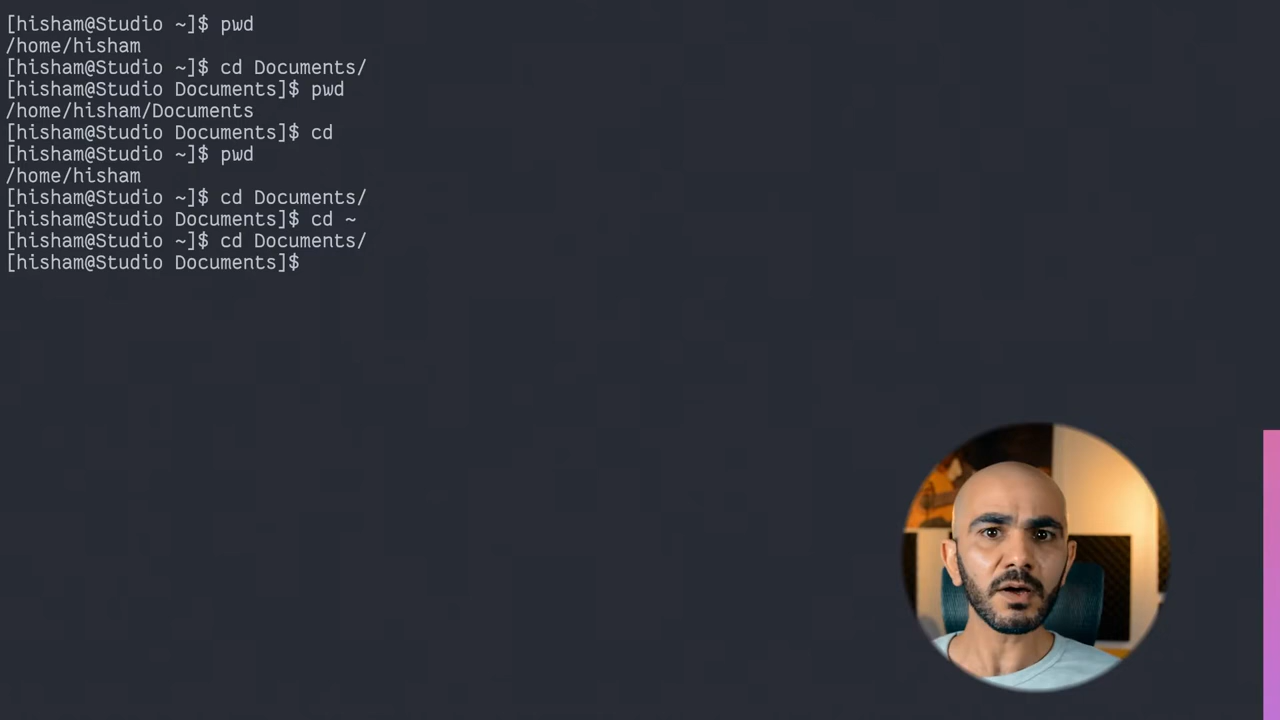 [hisham@Studio ~]$ pwd
/home/hisham
[hisham@Studio ~]$ cd Documents/
[hisham@Studio Documents]$ pwd
/home/hisham/Documents
[hisham@Studio Documents]$ cd
[hisham@Studio ~]$ pwd
/home/hisham
[hisham@Studio ~]$ cd Documents/
[hisham@Studio Documents]$ cd ~
[hisham@Studio ~]$ cd Documents/
[hisham@Studio Documents]$